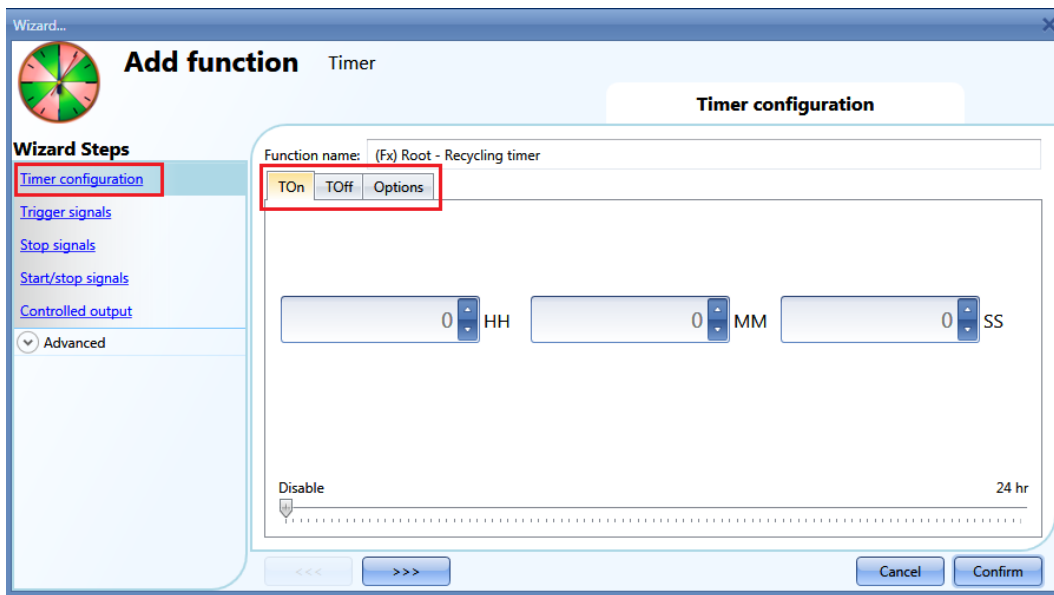 Wizard...
Add function Timer
Timer configuration
Wizard Steps
Timer configuration
Trigger signals
Stop signals
Start/stop signals
Controlled output
Advanced
Function name: (Fx) Root - Recycling timer
TOn TOff Options
0 HH 0 MM 0 SS
Disable 24 hr
<<< >>> Cancel Confirm